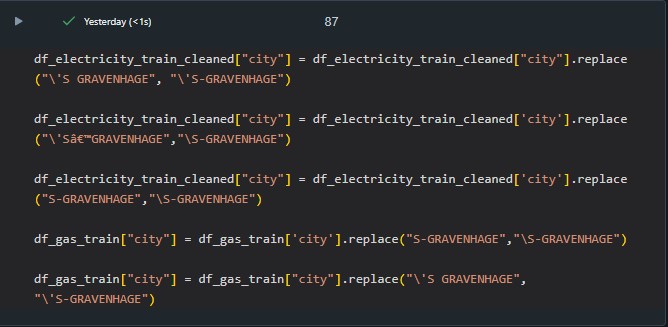 Yesterday (<1s)
87
df_electricity_train_cleaned["city"] = df_electricity_train_cleaned["city"].replace
("\'S GRAVENHAGE", "\'S-GRAVENHAGE")
df_electricity_train_cleaned["city"] = df_electricity_train_cleaned['city'].replace
("\'Sâ€™GRAVENHAGE","\S-GRAVENHAGE")
df_electricity_train_cleaned["city"] = df_electricity_train_cleaned['city'].replace
("S-GRAVENHAGE","\S-GRAVENHAGE")
df_gas_train["city"] = df_gas_train['city'].replace("S-GRAVENHAGE","\S-GRAVENHAGE")
df_gas_train["city"] = df_gas_train["city"].replace("\'S GRAVENHAGE",
"\'S-GRAVENHAGE")